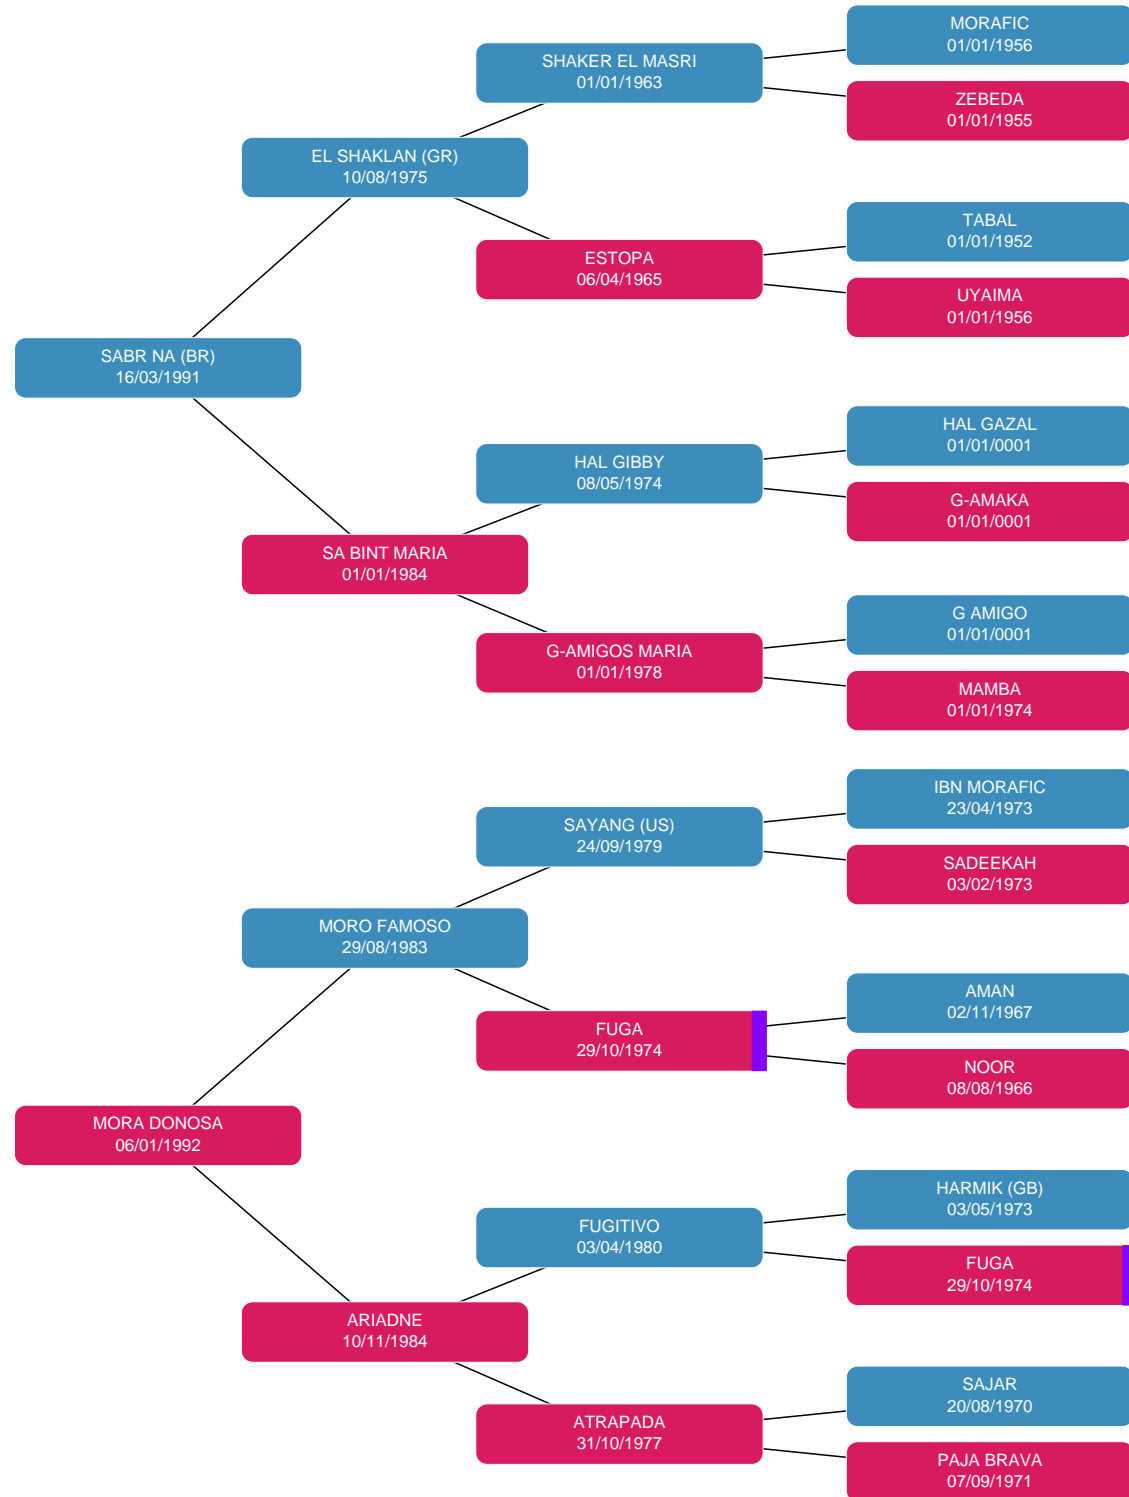 MORAFIC
01/01/1956
SHAKER EL MASRI
01/01/1963
ZEBEDA
01/01/1955
EL SHAKLAN (GR)
10/08/1975
TABAL
01/01/1952
ESTOPA
06/04/1965
UYAIMA
01/01/1956
SABR NA (BR)
16/03/1991
HAL GAZAL
01/01/0001
HAL GIBBY
08/05/1974
G-AMAKA
01/01/0001
SA BINT MARIA
01/01/1984
G AMIGO
01/01/0001
G-AMIGOS MARIA
01/01/1978
MAMBA
01/01/1974
IBN MORAFIC
23/04/1973
SAYANG (US)
24/09/1979
SADEEKAH
03/02/1973
MORO FAMOSO
29/08/1983
AMAN
02/11/1967
FUGA
29/10/1974
NOOR
08/08/1966
MORA DONOSA
06/01/1992
HARMIK (GB)
03/05/1973
FUGITIVO
03/04/1980
FUGA
29/10/1974
ARIADNE
10/11/1984
SAJAR
20/08/1970
ATRAPADA
31/10/1977
PAJA BRAVA
07/09/1971